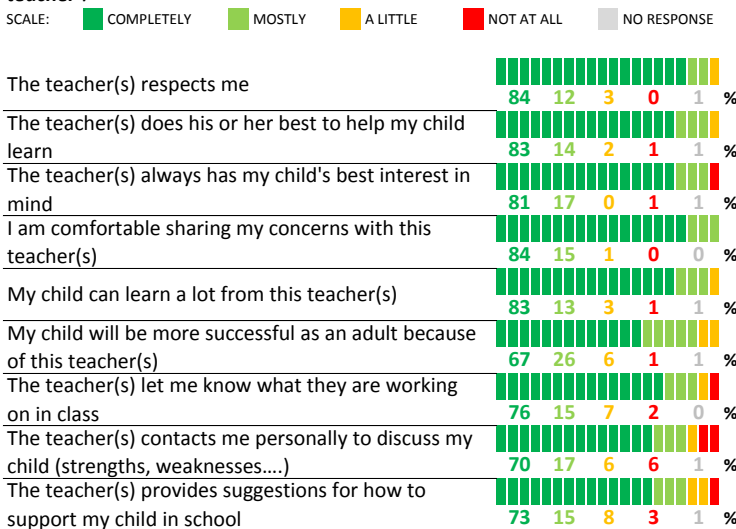 teacher?
SCALE: COMPLETELY MOSTLY A LITTLE NOT AT ALL NO RESPONSE
The teacher(s) respects me
84 12 3 0 1 %
The teacher(s) does his or her best to help my child
learn
83 14 2 1 1 %
The teacher(s) always has my child's best interest in
mind
81 17 0 1 1 %
I am comfortable sharing my concerns with this
teacher(s)
84 15 1 0 0 %
My child can learn a lot from this teacher(s)
83 13 3 1 1 %
My child will be more successful as an adult because
of this teacher(s)
67 26 6 1 1 %
The teacher(s) let me know what they are working
on in class
76 15 7 2 0 %
The teacher(s) contacts me personally to discuss my
child (strengths, weaknesses....)
70 17 6 6 1 %
The teacher(s) provides suggestions for how to
support my child in school
73 15 8 3 1 %